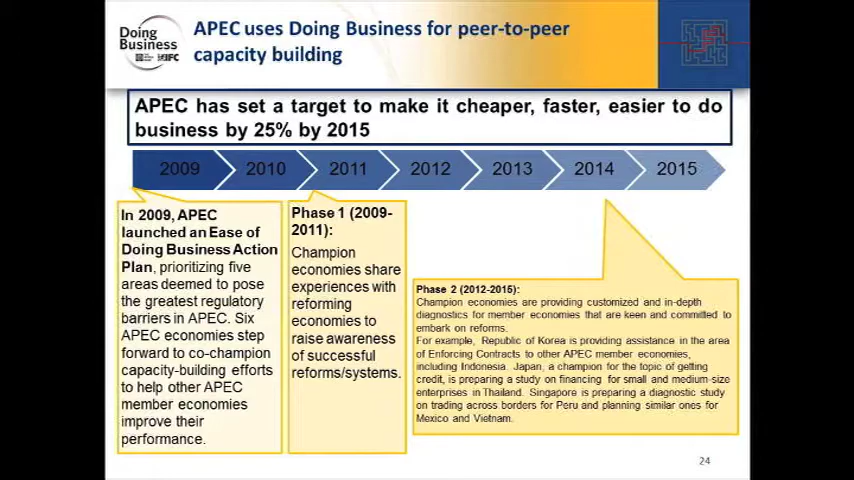 Doing
Business
IFC
APEC uses Doing Business for peer-to-peer
capacity building
APEC has set a target to make it cheaper, faster, easier to do
business by 25% by 2015
2009 2010 2011 2012 2013 2014 2015
In 2009, APEC
launched an Ease of
Doing Business Action
Plan, prioritizing five
areas deemed to pose
the greatest regulatory
barriers in APEC. Six
APEC economies step
forward to co-champion
capacity-building efforts
to help other APEC
member economies
improve their
performance.
Phase 1 (2009-
2011):
Champion
economies share
experiences with
reforming
economies to
raise awareness
of successful
reforms/systems.
Phase 2 (2012-2015):
Champion economies are providing customized and in-depth
diagnostics for member economies that are keen and committed to
embark on reforms.
For example, Republic of Korea is providing assistance in the area
of Enforcing Contracts to other APEC member economies,
including Indonesia. Japan, a champion for the topic of getting
credit, is preparing a study on financing for small and medium-size
enterprises in Thailand. Singapore is preparing a diagnostic study
on trading across borders for Peru and planning similar ones for
Mexico and Vietnam.
24